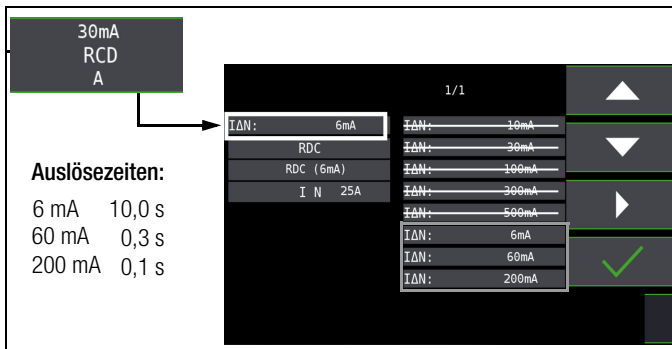 30mA
RCD
A
1/1
IΔN: 6mA
RDC
RDC (6mA)
I N 25A
IΔN: 10mA
IΔN: 30mA
IΔN: 100mA
IΔN: 300mA
IΔN: 500mA
IΔN: 6mA
IΔN: 60mA
IΔN: 200mA
Auslösezeiten:
6 mA 10,0 s
60 mA 0,3 s
200 mA 0,1 s